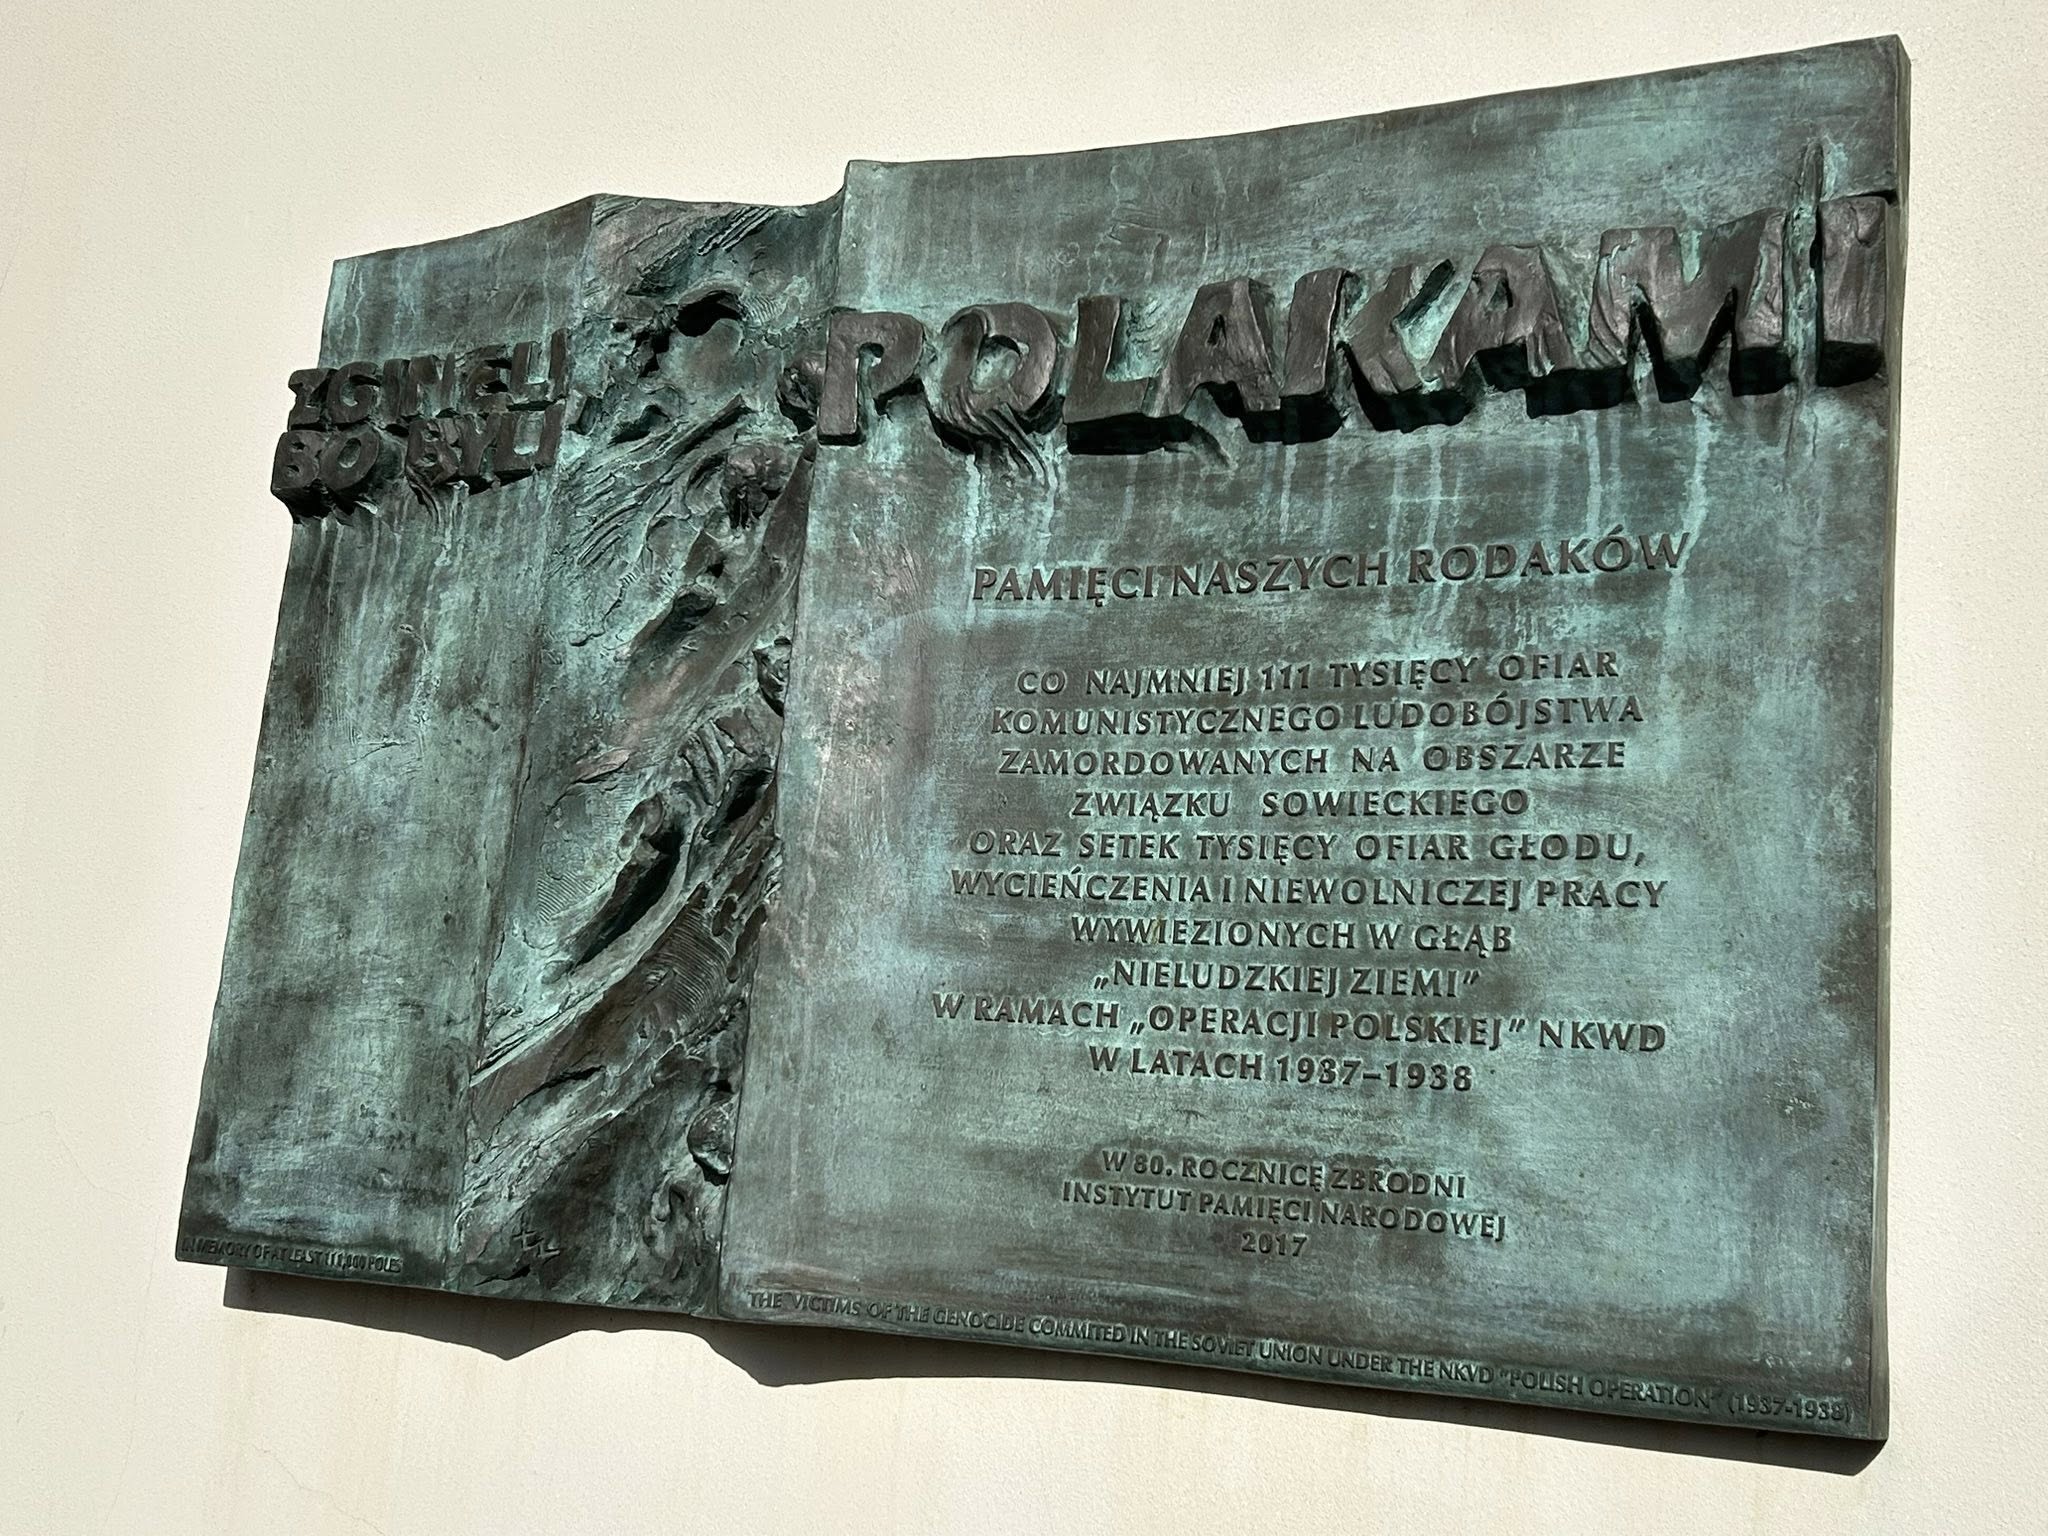 ZGINĘLI
BO BYLI
POLAKAMI
PAMIĘCI NASZYCH RODAKÓW
CO NAJMNIEJ 111 TYSIĘCY OFIAR
KOMUNISTYCZNEGO LUDOBÓJSTWA
ZAMORDOWANYCH NA OBSZARZE
ZWIĄZKU SOWIECKIEGO
ORAZ SETEK TYSIĘCY OFIAR GŁODU,
WYCIEŃCZENIA I NIEWOLNICZEJ PRACY
WYWIEZIONYCH W GŁĄB
„NIELUDZKIEJ ZIEMI”
W RAMACH „OPERACJI POLSKIEJ” NKWD
W LATACH 1937–1938
W 80. ROCZNICĘ ZBRODNI
INSTYTUT PAMIĘCI NARODOWEJ
2017
IN MEMORY OF AT LEAST 111,000 POLES
THE VICTIMS OF THE GENOCIDE COMMITED IN THE SOVIET UNION UNDER THE NKVD "POLISH OPERATION" (1937-1938)